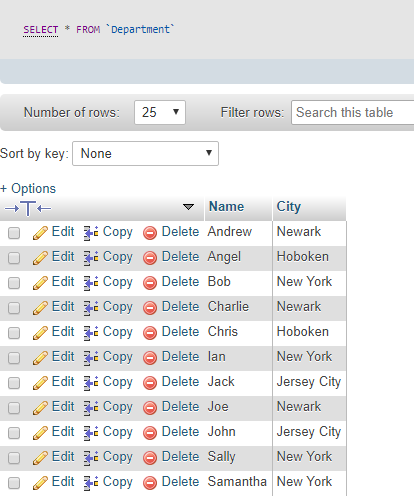 SELECT * FROM `Department`
Number of rows: 25 Filter rows: Search this table
Sort by key: None
+ Options
Name City
Edit Copy Delete Andrew Newark
Edit Copy Delete Angel Hoboken
Edit Copy Delete Bob New York
Edit Copy Delete Charlie Newark
Edit Copy Delete Chris Hoboken
Edit Copy Delete Ian New York
Edit Copy Delete Jack Jersey City
Edit Copy Delete Joe Newark
Edit Copy Delete John Jersey City
Edit Copy Delete Sally New York
Edit Copy Delete Samantha New York